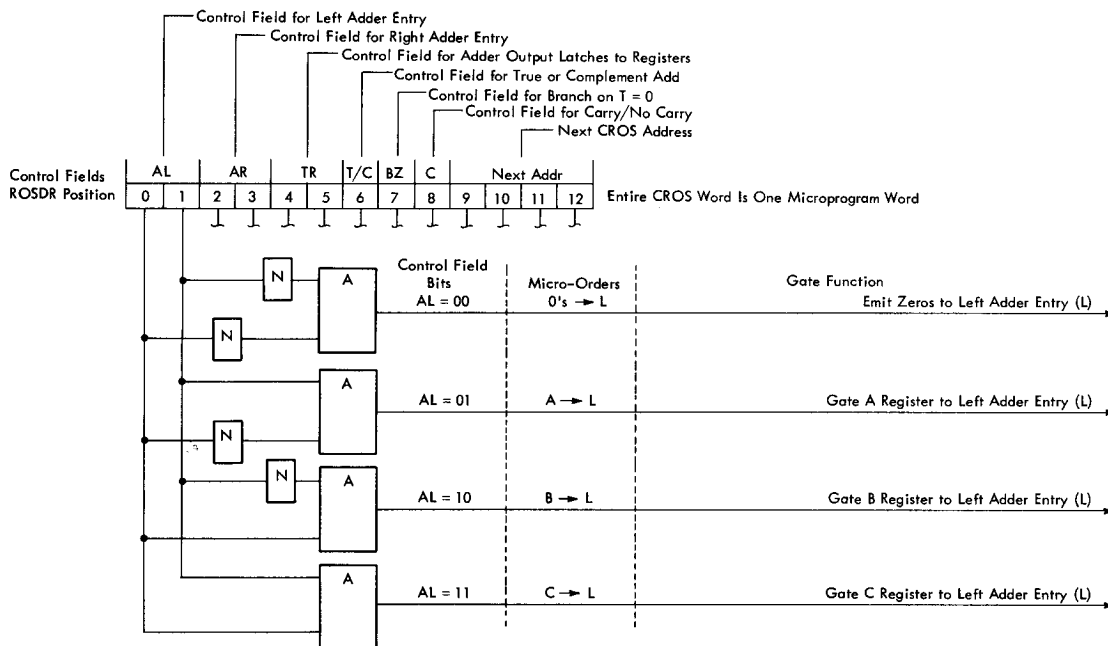 Control Field for Left Adder Entry
Control Field for Right Adder Entry
Control Field for Adder Output Latches to Registers
Control Field for True or Complement Add
Control Field for Branch on T = 0
Control Field for Carry/No Carry
Next CROS Address
Control Fields AL AR TR T/C BZ C Next Addr
ROSDR Position 0 1 2 3 4 5 6 7 8 9 10 11 12 Entire CROS Word Is One Microprogram Word
Control Field Bits Micro-Orders Gate Function
N A AL = 00 0's → L Emit Zeros to Left Adder Entry (L)
N
A AL = 01 A → L Gate A Register to Left Adder Entry (L)
N
N A AL = 10 B → L Gate B Register to Left Adder Entry (L)
A AL = 11 C → L Gate C Register to Left Adder Entry (L)